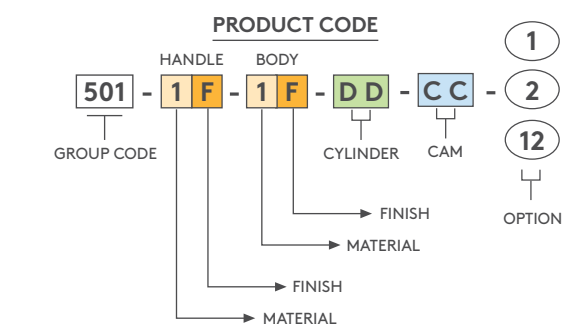 PRODUCT CODE
HANDLE BODY
1
501 - 1 F - 1 F - D D - C C - 2
12
GROUP CODE CYLINDER CAM
OPTION
FINISH
MATERIAL
FINISH
MATERIAL